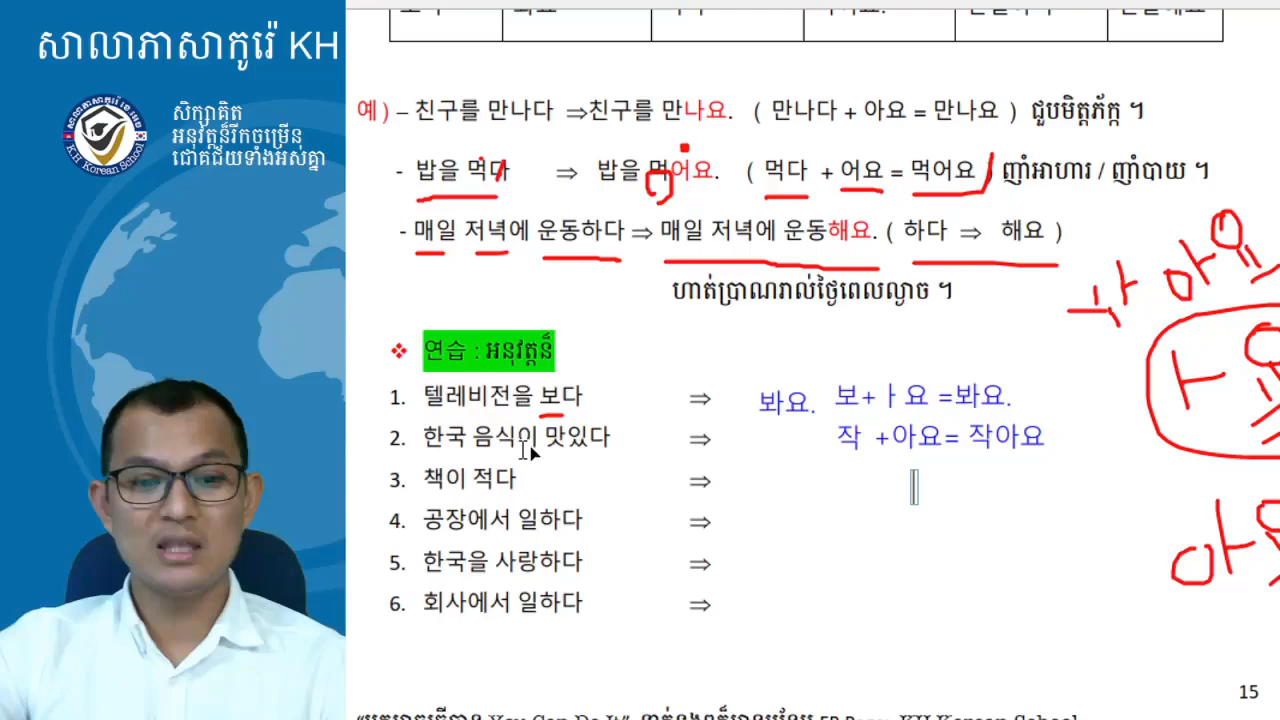 សាលាភាសាកូរ៉េ KH
សិក្សាគិត
អនុវត្តន៍រីកចម្រើន
ជោគជ័យទាំងអស់គ្នា
K.H Korean School
예) – 친구를 만나다 ⇒친구를 만나요. ( 만나다 + 아요 = 만나요 ) ជួបមិត្តភ័ក្ក ។
- 밥을 먹다 ⇒ 밥을 먹어요. ( 먹다 + 어요 = 먹어요 ) ញ៉ាំអាហារ / ញ៉ាំបាយ ។
- 매일 저녁에 운동하다 ⇒ 매일 저녁에 운동해요. ( 하다 ⇒ 해요 )
ហាត់ប្រាណរាល់ថ្ងៃពេលល្ងាច ។
아요
ㅏ요
❖ 연습 : អនុវត្តន៍
1. 텔레비전을 보다 ⇒ 봐요. 보+ㅏ요 =봐요.
2. 한국 음식이 맛있다 ⇒ 작 +아요= 작아요
3. 책이 적다 ⇒
4. 공장에서 일하다 ⇒
5. 한국을 사랑하다 ⇒
6. 회사에서 일하다 ⇒
아요
15